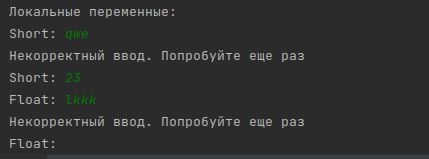 Локальные переменные:
Short: qwe
Некорректный ввод. Попробуйте еще раз
Short: 23
Float: lkkk
Некорректный ввод. Попробуйте еще раз
Float: